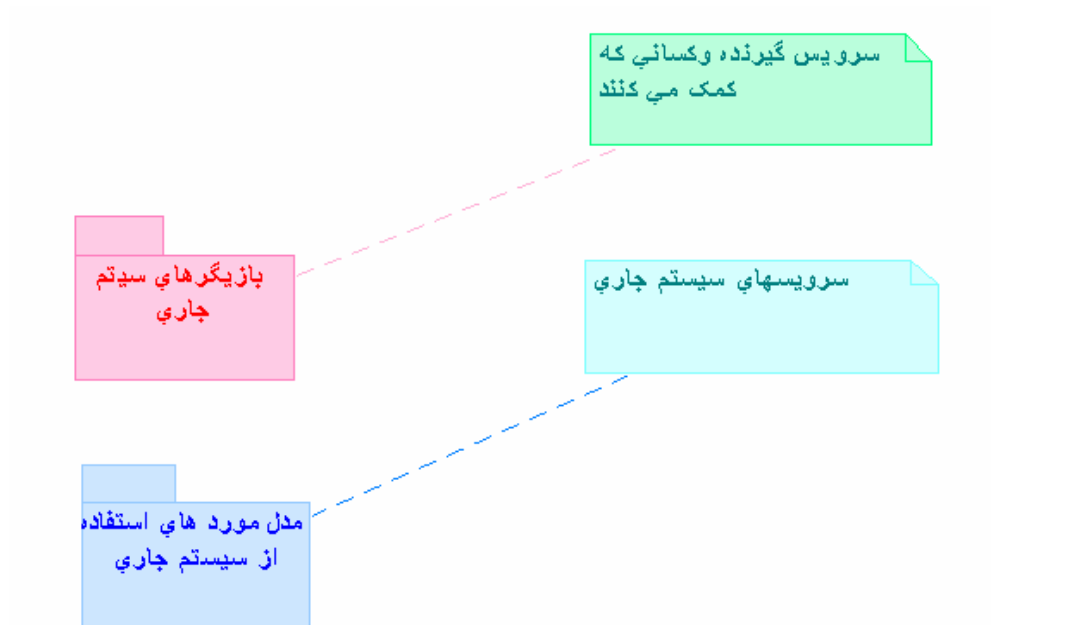 سرويس گيرنده وكساني كه
كمک مي كنند
بازيگرهاي سيتم
جاري
سرويسهاي سيستم جاري
مدل مورد هاي استفاده
از سيستم جاري